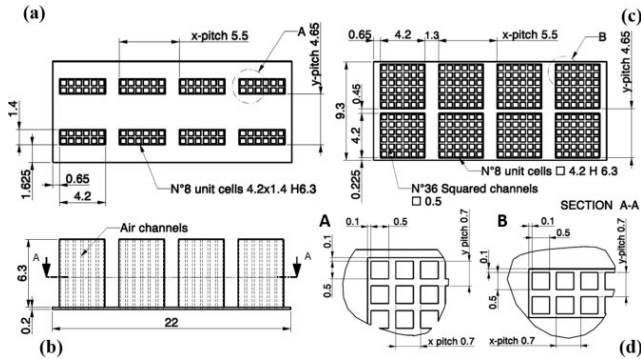 (a)
x-pitch 5.5
A
y-pitch 4.65
1.4
1.625
0.65
4.2
N°8 unit cells 4.2x1.4 H6.3
(c)
0.65
4.2
1.3
x-pitch 5.5
B
9.3
0.45
4.2
0.225
y-pitch 4.65
N°8 unit cells □ 4.2 H 6.3
N°36 Squared channels
□ 0.5
SECTION A-A
Air channels
A
A
6.3
0.2
22
(b)
A
0.1
0.5
0.1
0.5
y pitch 0.7
x pitch 0.7
B
0.1
0.5
0.1
0.5
y-pitch 0.7
x-pitch 0.7
(d)